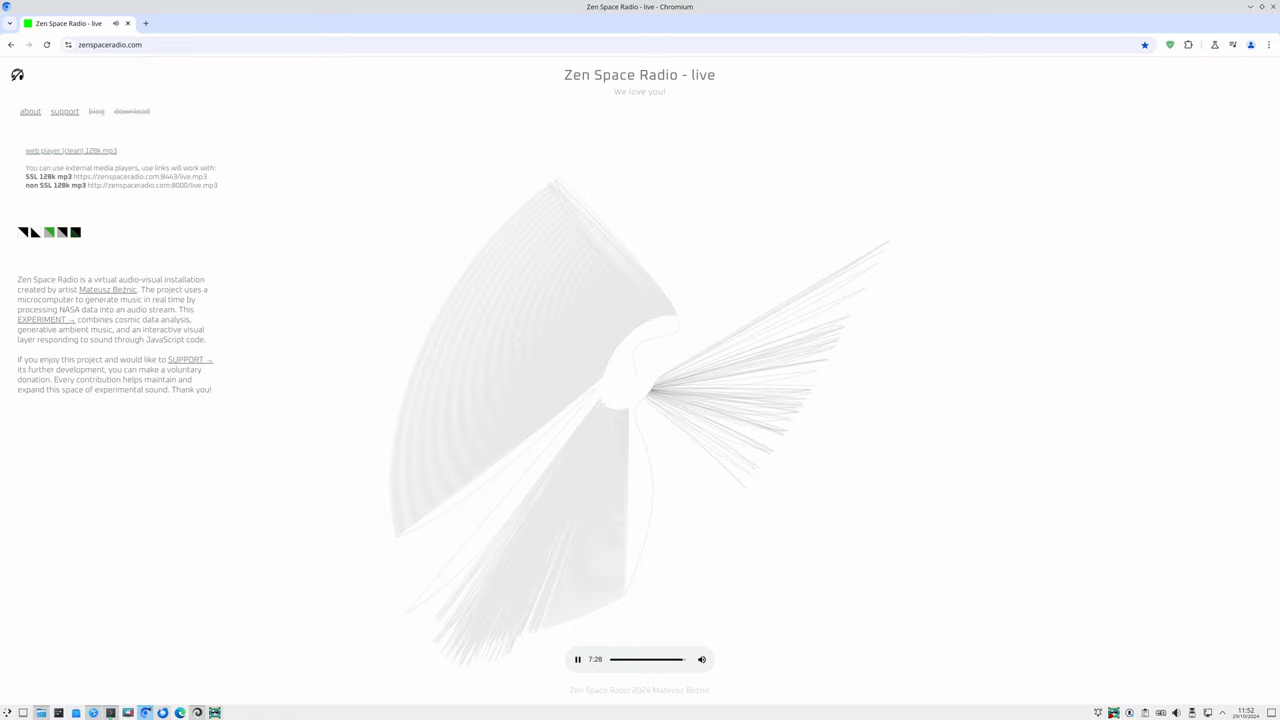 Zen Space Radio - live - Chromium
Zen Space Radio - live
zenspaceradio.com
Zen Space Radio - live
We love you!
about support blog download
web player (clean) 128k mp3
You can use external media players, use links will work with:
SSL 128k mp3 https://zenspaceradio.com:8443/live.mp3
non SSL 128k mp3 http://zenspaceradio.com:8000/live.mp3
Zen Space Radio is a virtual audio-visual installation
created by artist Mateusz Beżnic. The project uses a
microcomputer to generate music in real time by
processing NASA data into an audio stream. This
EXPERIMENT → combines cosmic data analysis,
generative ambient music, and an interactive visual
layer responding to sound through JavaScript code.
If you enjoy this project and would like to SUPPORT →
its further development, you can make a voluntary
donation. Every contribution helps maintain and
expand this space of experimental sound. Thank you!
7:28
Zen Space Radio 2024 Mateusz Beznic
11:52
29/10/2024